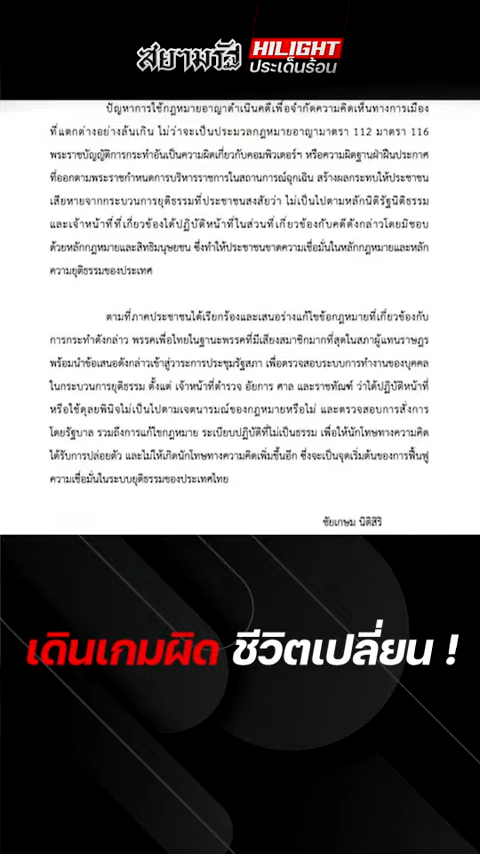 สยามรัฐ
HILIGHT
ประเด็นร้อน
ปัญหาการใช้กฎหมายอาญาดำเนินคดีเพื่อจำกัดความคิดเห็นทางการเมือง
ที่แตกต่างอย่างล้นเกิน ไม่ว่าจะเป็นประมวลกฎหมายอาญามาตรา 112 มาตรา 116
พระราชบัญญัติการกระทำอันเป็นความผิดเกี่ยวกับคอมพิวเตอร์ฯ หรือความผิดฐานฝ่าฝืนประกาศ
ที่ออกตามพระราชกำหนดการบริหารราชการในสถานการณ์ฉุกเฉิน สร้างผลกระทบให้ประชาชน
เสียหายจากกระบวนการยุติธรรมที่ประชาชนสงสัยว่า ไม่เป็นไปตามหลักนิติรัฐนิติธรรม
และเจ้าหน้าที่ที่เกี่ยวข้องได้ปฏิบัติหน้าที่ในส่วนที่เกี่ยวข้องกับคดีดังกล่าวโดยมิชอบ
ด้วยหลักกฎหมายและสิทธิมนุษยชน ซึ่งทำให้ประชาชนขาดความเชื่อมั่นในหลักกฎหมายและหลัก
ความยุติธรรมของประเทศ
ตามที่ภาคประชาชนได้เรียกร้องและเสนอร่างแก้ไขข้อกฎหมายที่เกี่ยวข้องกับ
การกระทำดังกล่าว พรรคเพื่อไทยในฐานะพรรคที่มีเสียงสมาชิกมากที่สุดในสภาผู้แทนราษฎร
พร้อมนำข้อเสนอดังกล่าวเข้าสู่วาระการประชุมรัฐสภา เพื่อตรวจสอบระบบการทำงานของบุคคล
ในกระบวนการยุติธรรม ตั้งแต่ เจ้าหน้าที่ตำรวจ อัยการ ศาล และราชทัณฑ์ ว่าได้ปฏิบัติหน้าที่
หรือใช้ดุลยพินิจไม่เป็นไปตามเจตนารมณ์ของกฎหมายหรือไม่ และตรวจสอบการสั่งการ
โดยรัฐบาล รวมถึงการแก้ไขกฎหมาย ระเบียบปฏิบัติที่ไม่เป็นธรรม เพื่อให้นักโทษทางความคิด
ได้รับการปล่อยตัว และไม่ให้เกิดนักโทษทางความคิดเพิ่มขึ้นอีก ซึ่งจะเป็นจุดเริ่มต้นของการฟื้นฟู
ความเชื่อมั่นในระบบยุติธรรมของประเทศไทย
ชัยเกษม นิติสิริ
เดินเกมผิด ชีวิตเปลี่ยน !